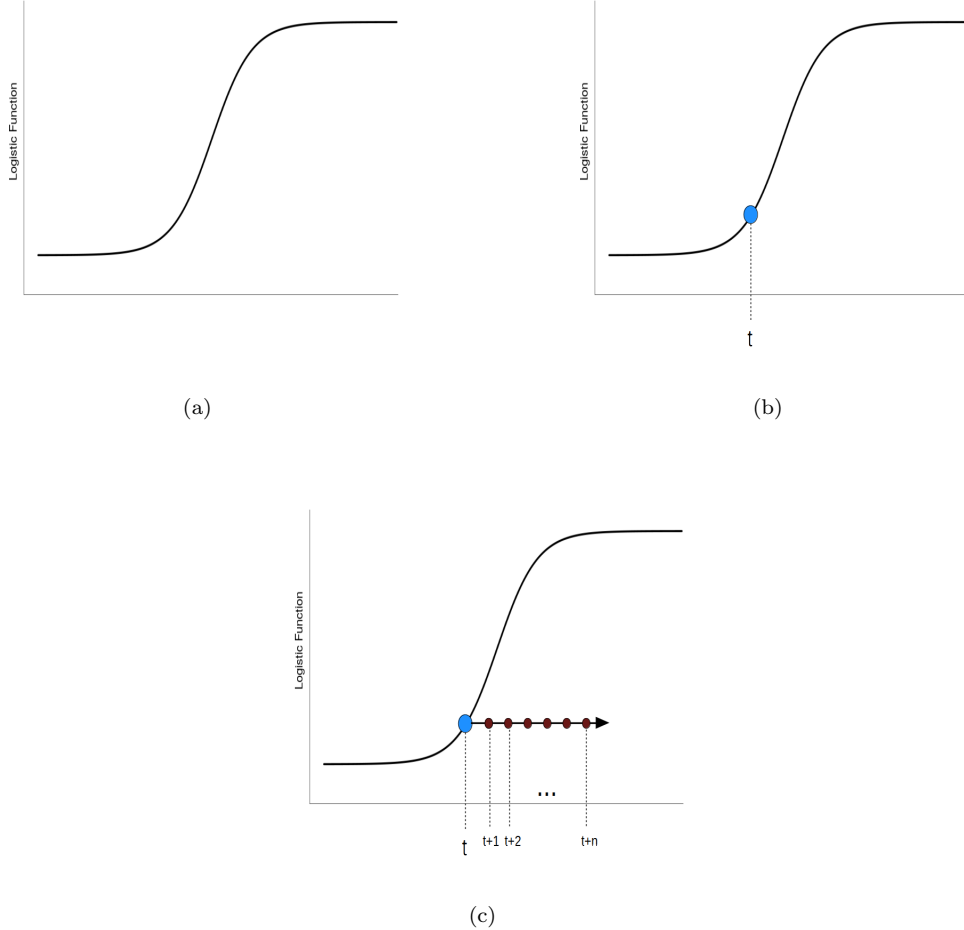 Logistic Function
Logistic Function
t
(a)
(b)
Logistic Function
...
t
t+1
t+2
t+n
(c)